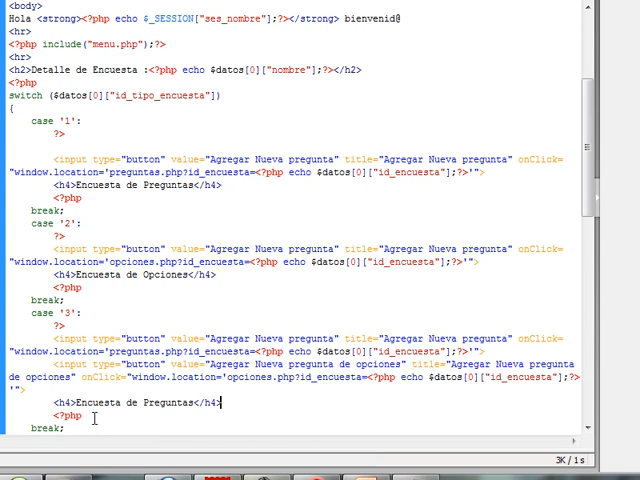 <body>
Hola <strong><?php echo $_SESSION["ses_nombre"];?></strong> bienvenid@
<hr>
<?php include("menu.php");?>
<hr>
<h2>Detalle de Encuesta :<?php echo $datos[0]["nombre"];?></h2>
<?php
switch ($datos[0]["id_tipo_encuesta"])
{
case '1':
?>
<input type="button" value="Agregar Nueva pregunta" title="Agregar Nueva pregunta" onClick=
"window.location='preguntas.php?id_encuesta=<?php echo $datos[0]["id_encuesta"];?>'">
<h4>Encuesta de Preguntas</h4>
<?php
break;
case '2':
?>
<input type="button" value="Agregar Nueva pregunta" title="Agregar Nueva pregunta" onClick=
"window.location='opciones.php?id_encuesta=<?php echo $datos[0]["id_encuesta"];?>'">
<h4>Encuesta de Opciones</h4>
<?php
break;
case '3':
?>
<input type="button" value="Agregar Nueva pregunta" title="Agregar Nueva pregunta" onClick=
"window.location='preguntas.php?id_encuesta=<?php echo $datos[0]["id_encuesta"];?>'">
<input type="button" value="Agregar Nueva pregunta de opciones" title="Agregar Nueva pregunta
de opciones" onClick="window.location='opciones.php?id_encuesta=<?php echo $datos[0]["id_encuesta"];?>
'">
<h4>Encuesta de Preguntas</h4>
<?php
break;
3K / 1s